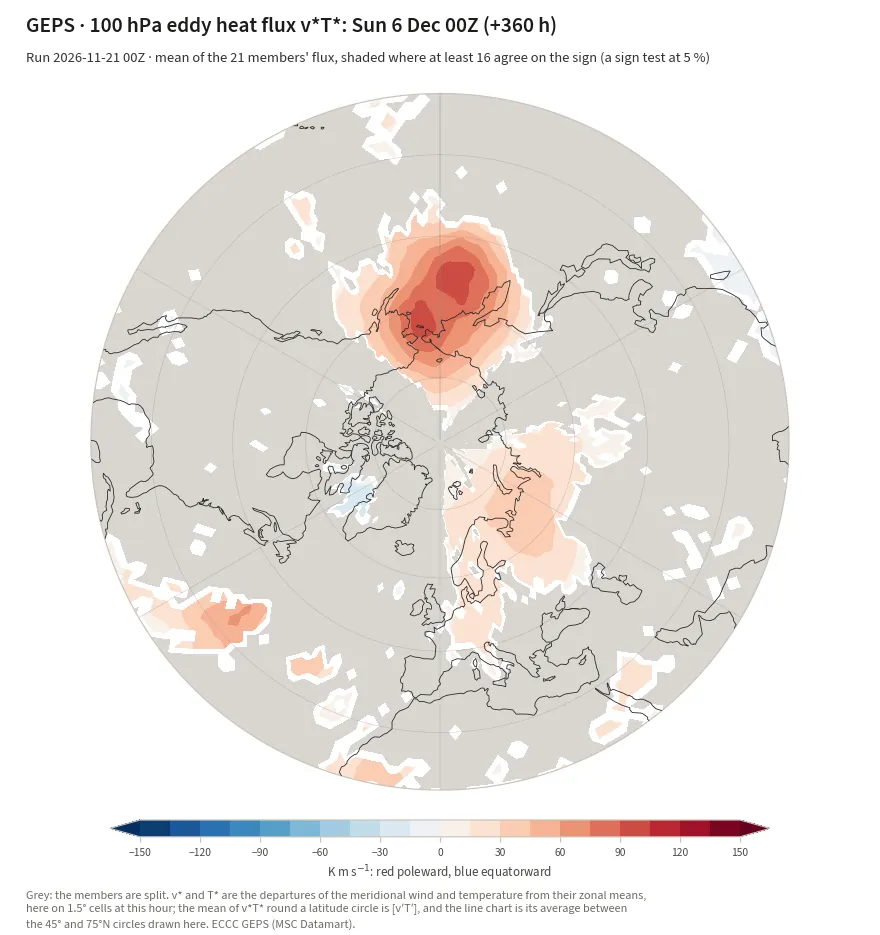 GEPS · 100 hPa eddy heat flux v*T*: Sun 6 Dec 00Z (+360 h)
Run 2026-11-21 00Z · mean of the 21 members' flux, shaded where at least 16 agree on the sign (a sign test at 5 %)
−150 −120 −90 −60 −30 0 30 60 90 120 150
K m s⁻¹: red poleward, blue equatorward
Grey: the members are split. v* and T* are the departures of the meridional wind and temperature from their zonal means,
here on 1.5° cells at this hour; the mean of v*T* round a latitude circle is [v'T'], and the line chart is its average between
the 45° and 75°N circles drawn here. ECCC GEPS (MSC Datamart).